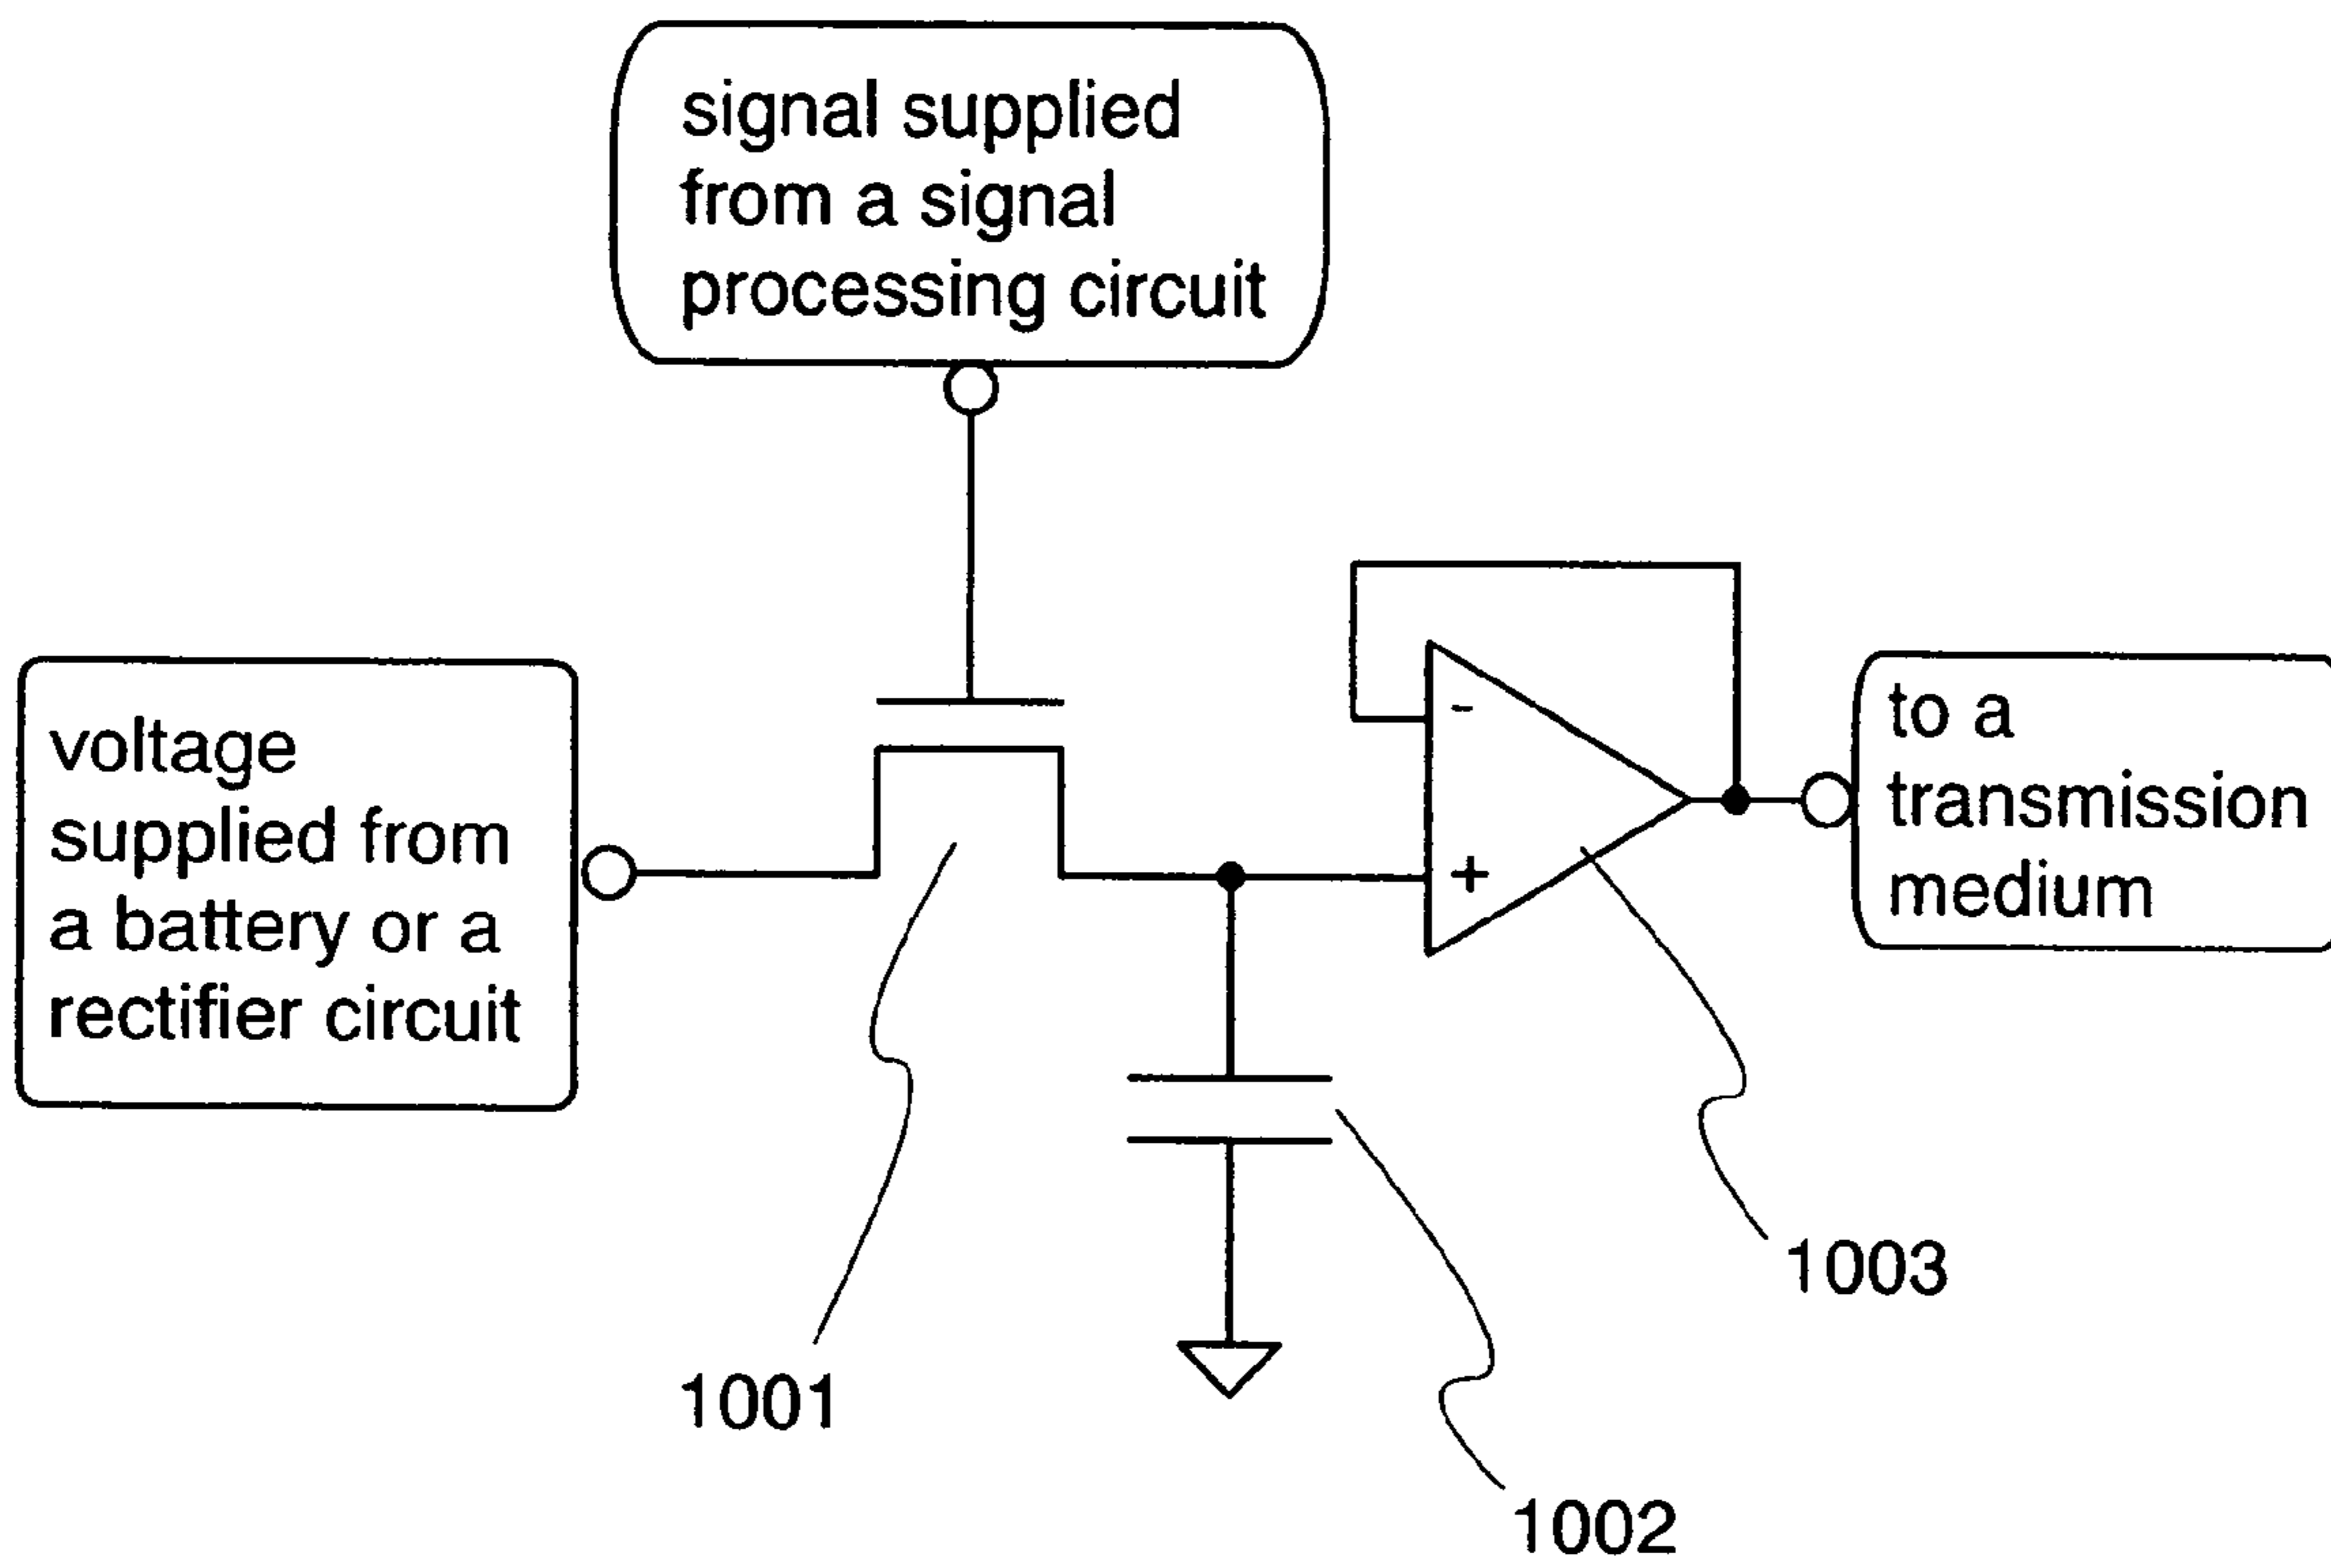 signal supplied
from a signal
processing circuit
voltage
supplied from
a battery or a
rectifier circuit
-
+
to a
transmission
medium
1001
1002
1003